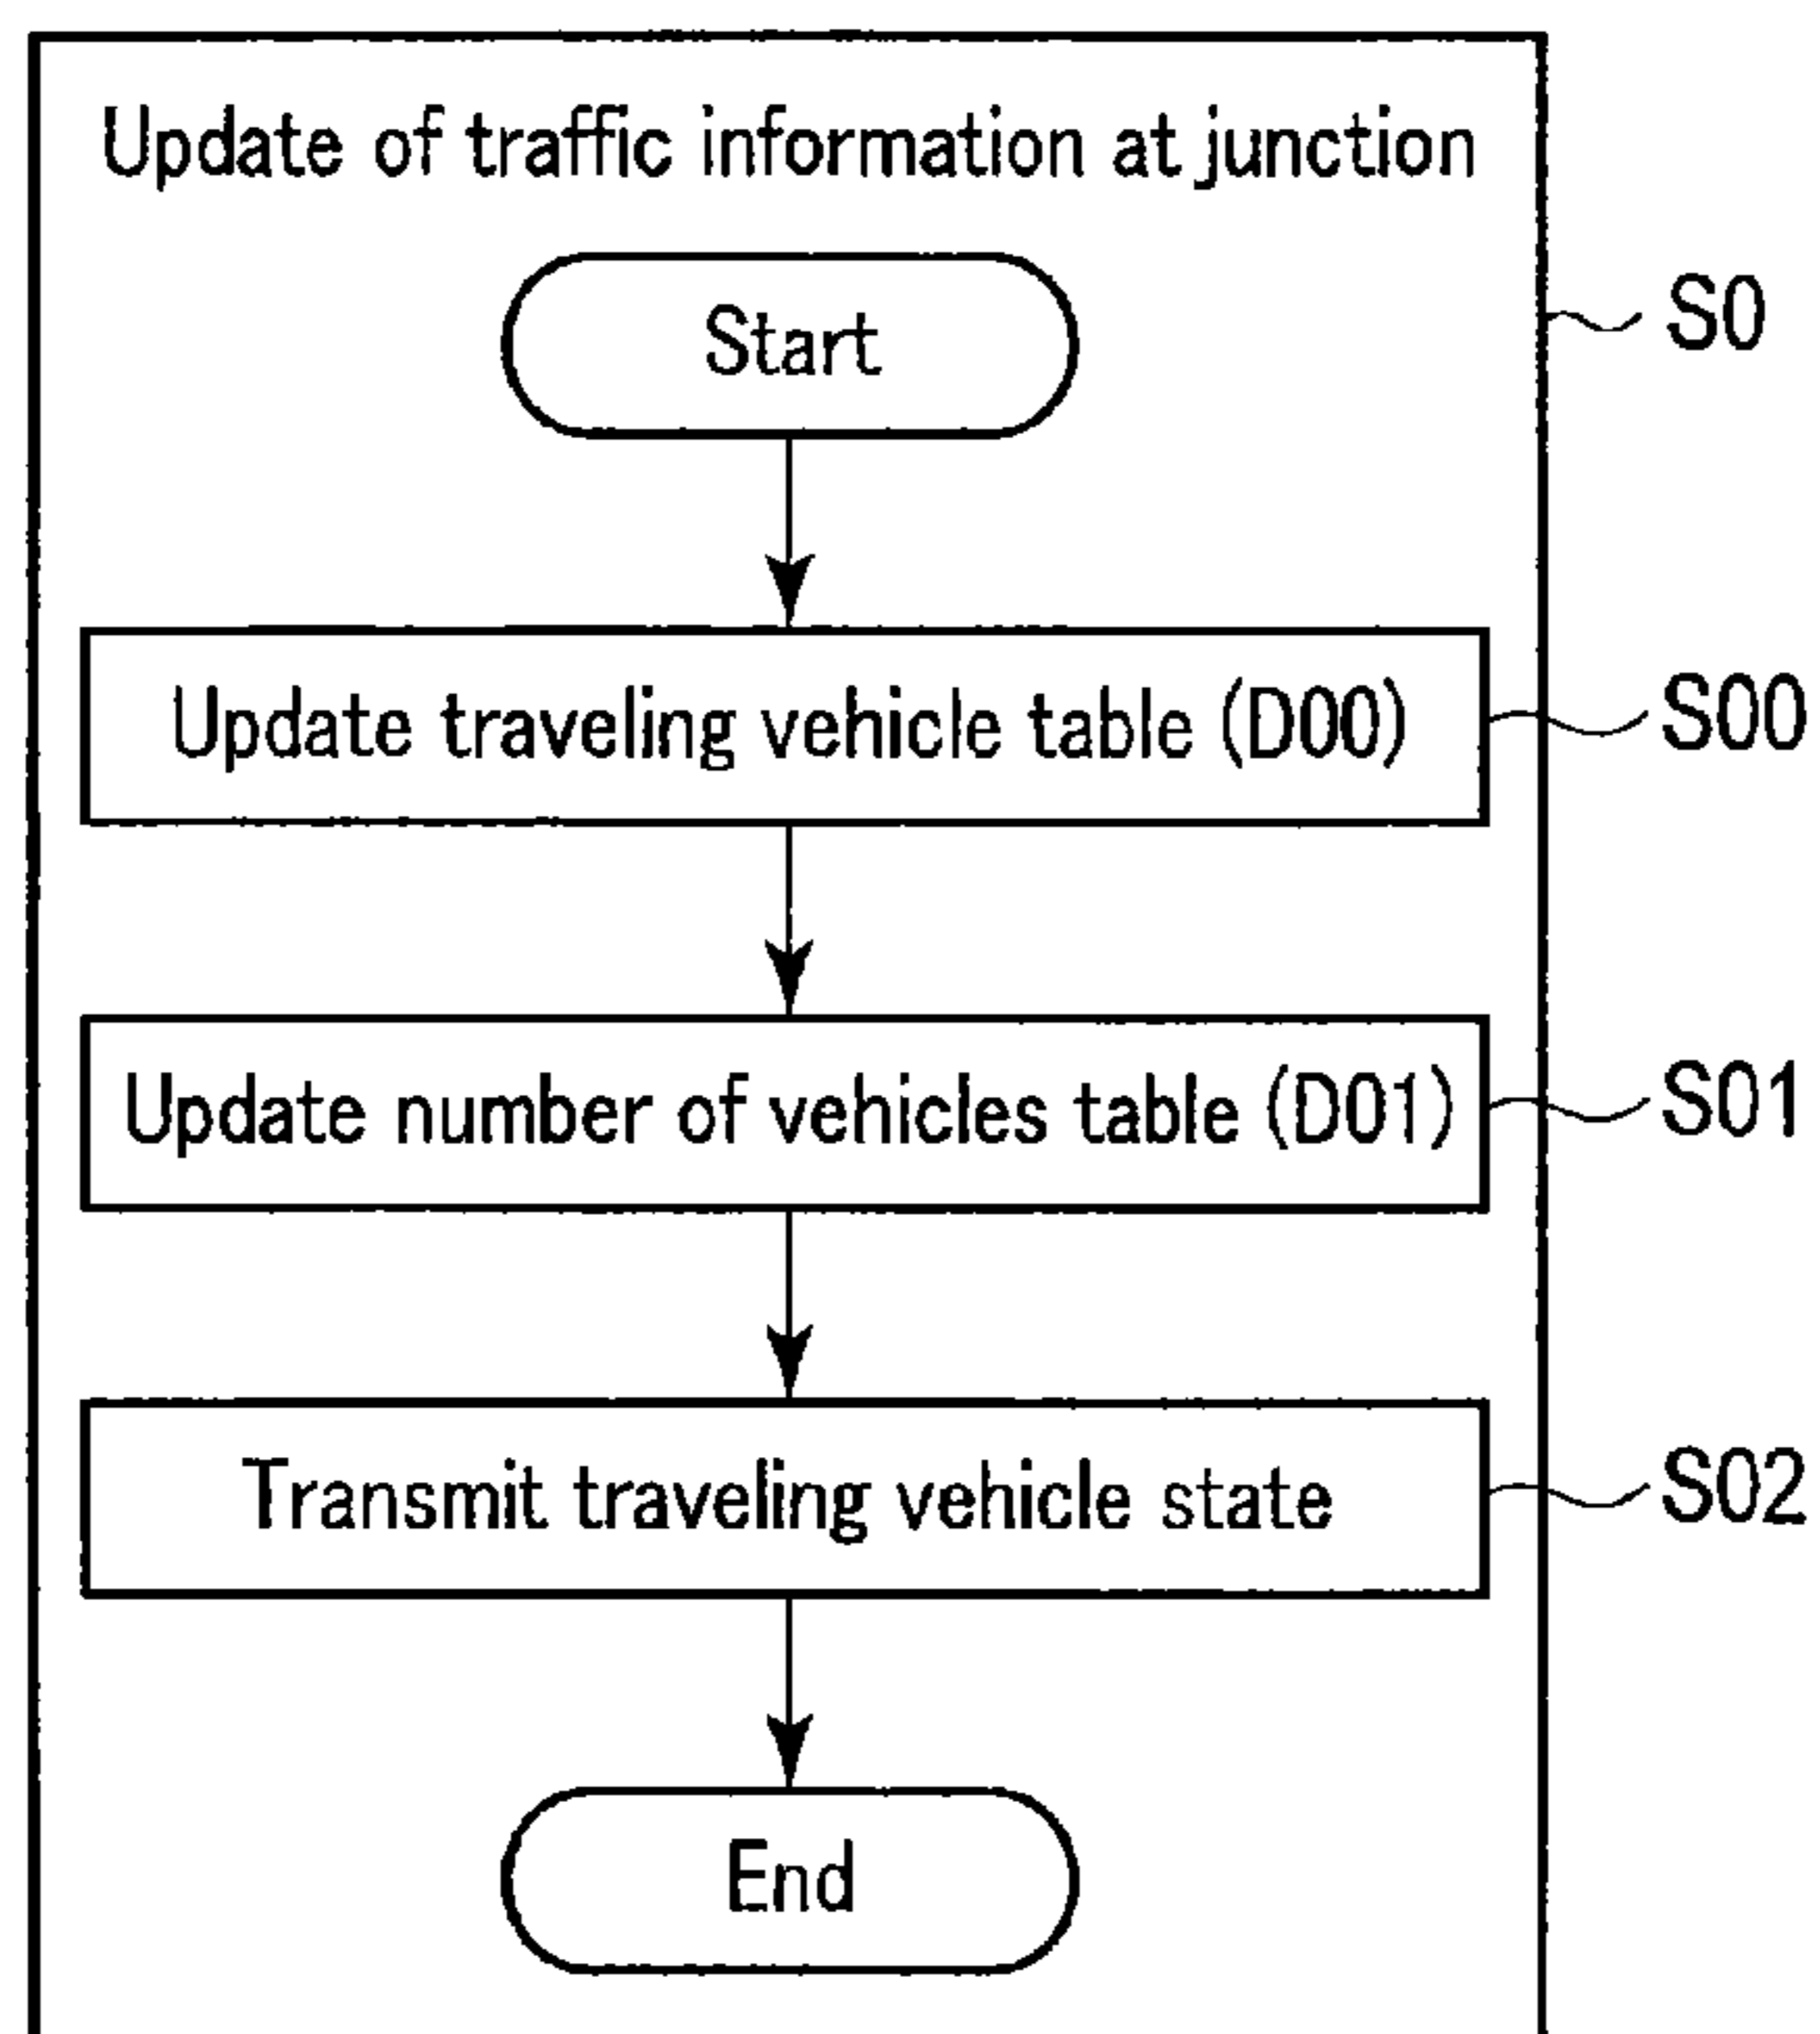 Update of traffic information at junction
Start
S0
Update traveling vehicle table (D00)
S00
Update number of vehicles table (D01)
S01
Transmit traveling vehicle state
S02
End